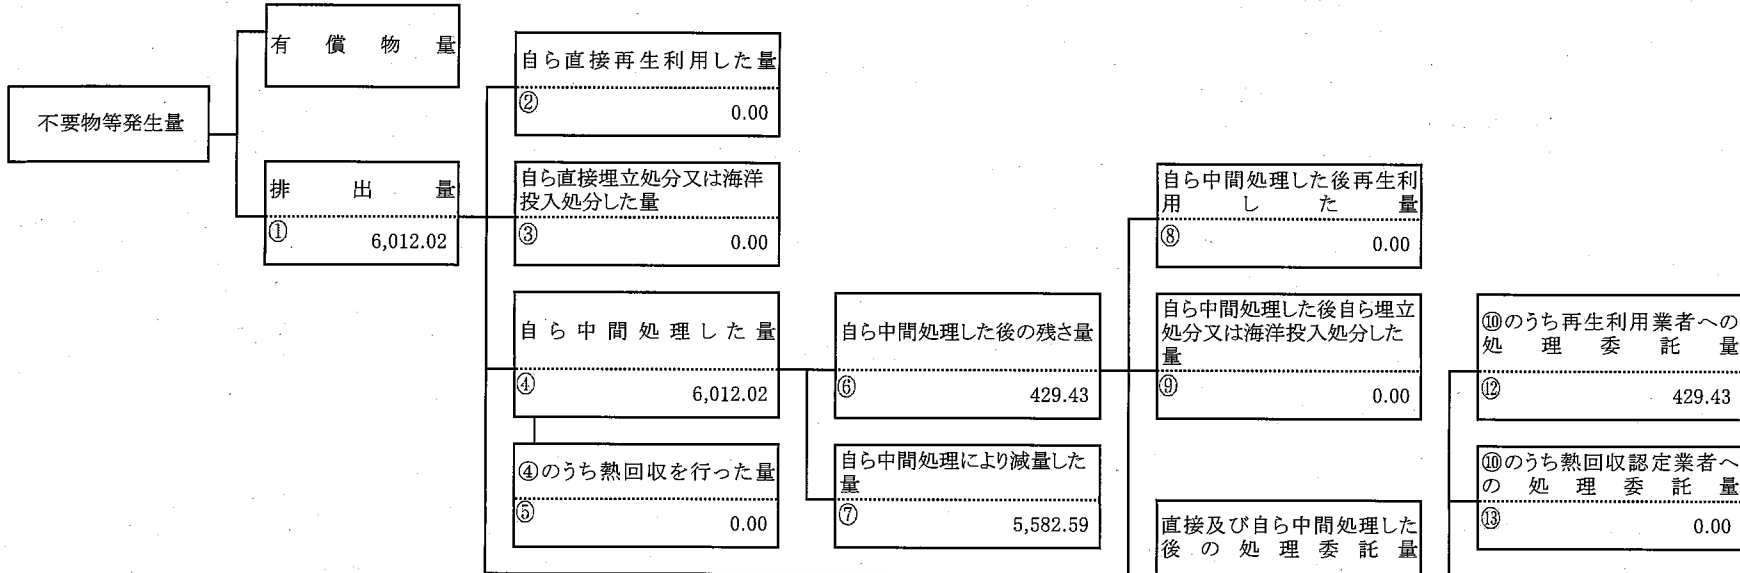 有償物量
不要物等発生量
排出量
① 6,012.02
自ら直接再生利用した量
② 0.00
自ら直接埋立処分又は海洋
投入処分した量
③ 0.00
自ら中間処理した量
④ 6,012.02
④のうち熱回収を行った量
⑤ 0.00
自ら中間処理した後の残さ量
⑥ 429.43
自ら中間処理により減量した
量
⑦ 5,582.59
自ら中間処理した後再生利
用した量
⑧ 0.00
自ら中間処理した後自ら埋立
処分又は海洋投入処分した
量
⑨ 0.00
直接及び自ら中間処理した
後の処理委託量
⑩のうち再生利用業者への
処理委託量
⑫ 429.43
⑩のうち熱回収認定業者へ
の処理委託量
⑬ 0.00